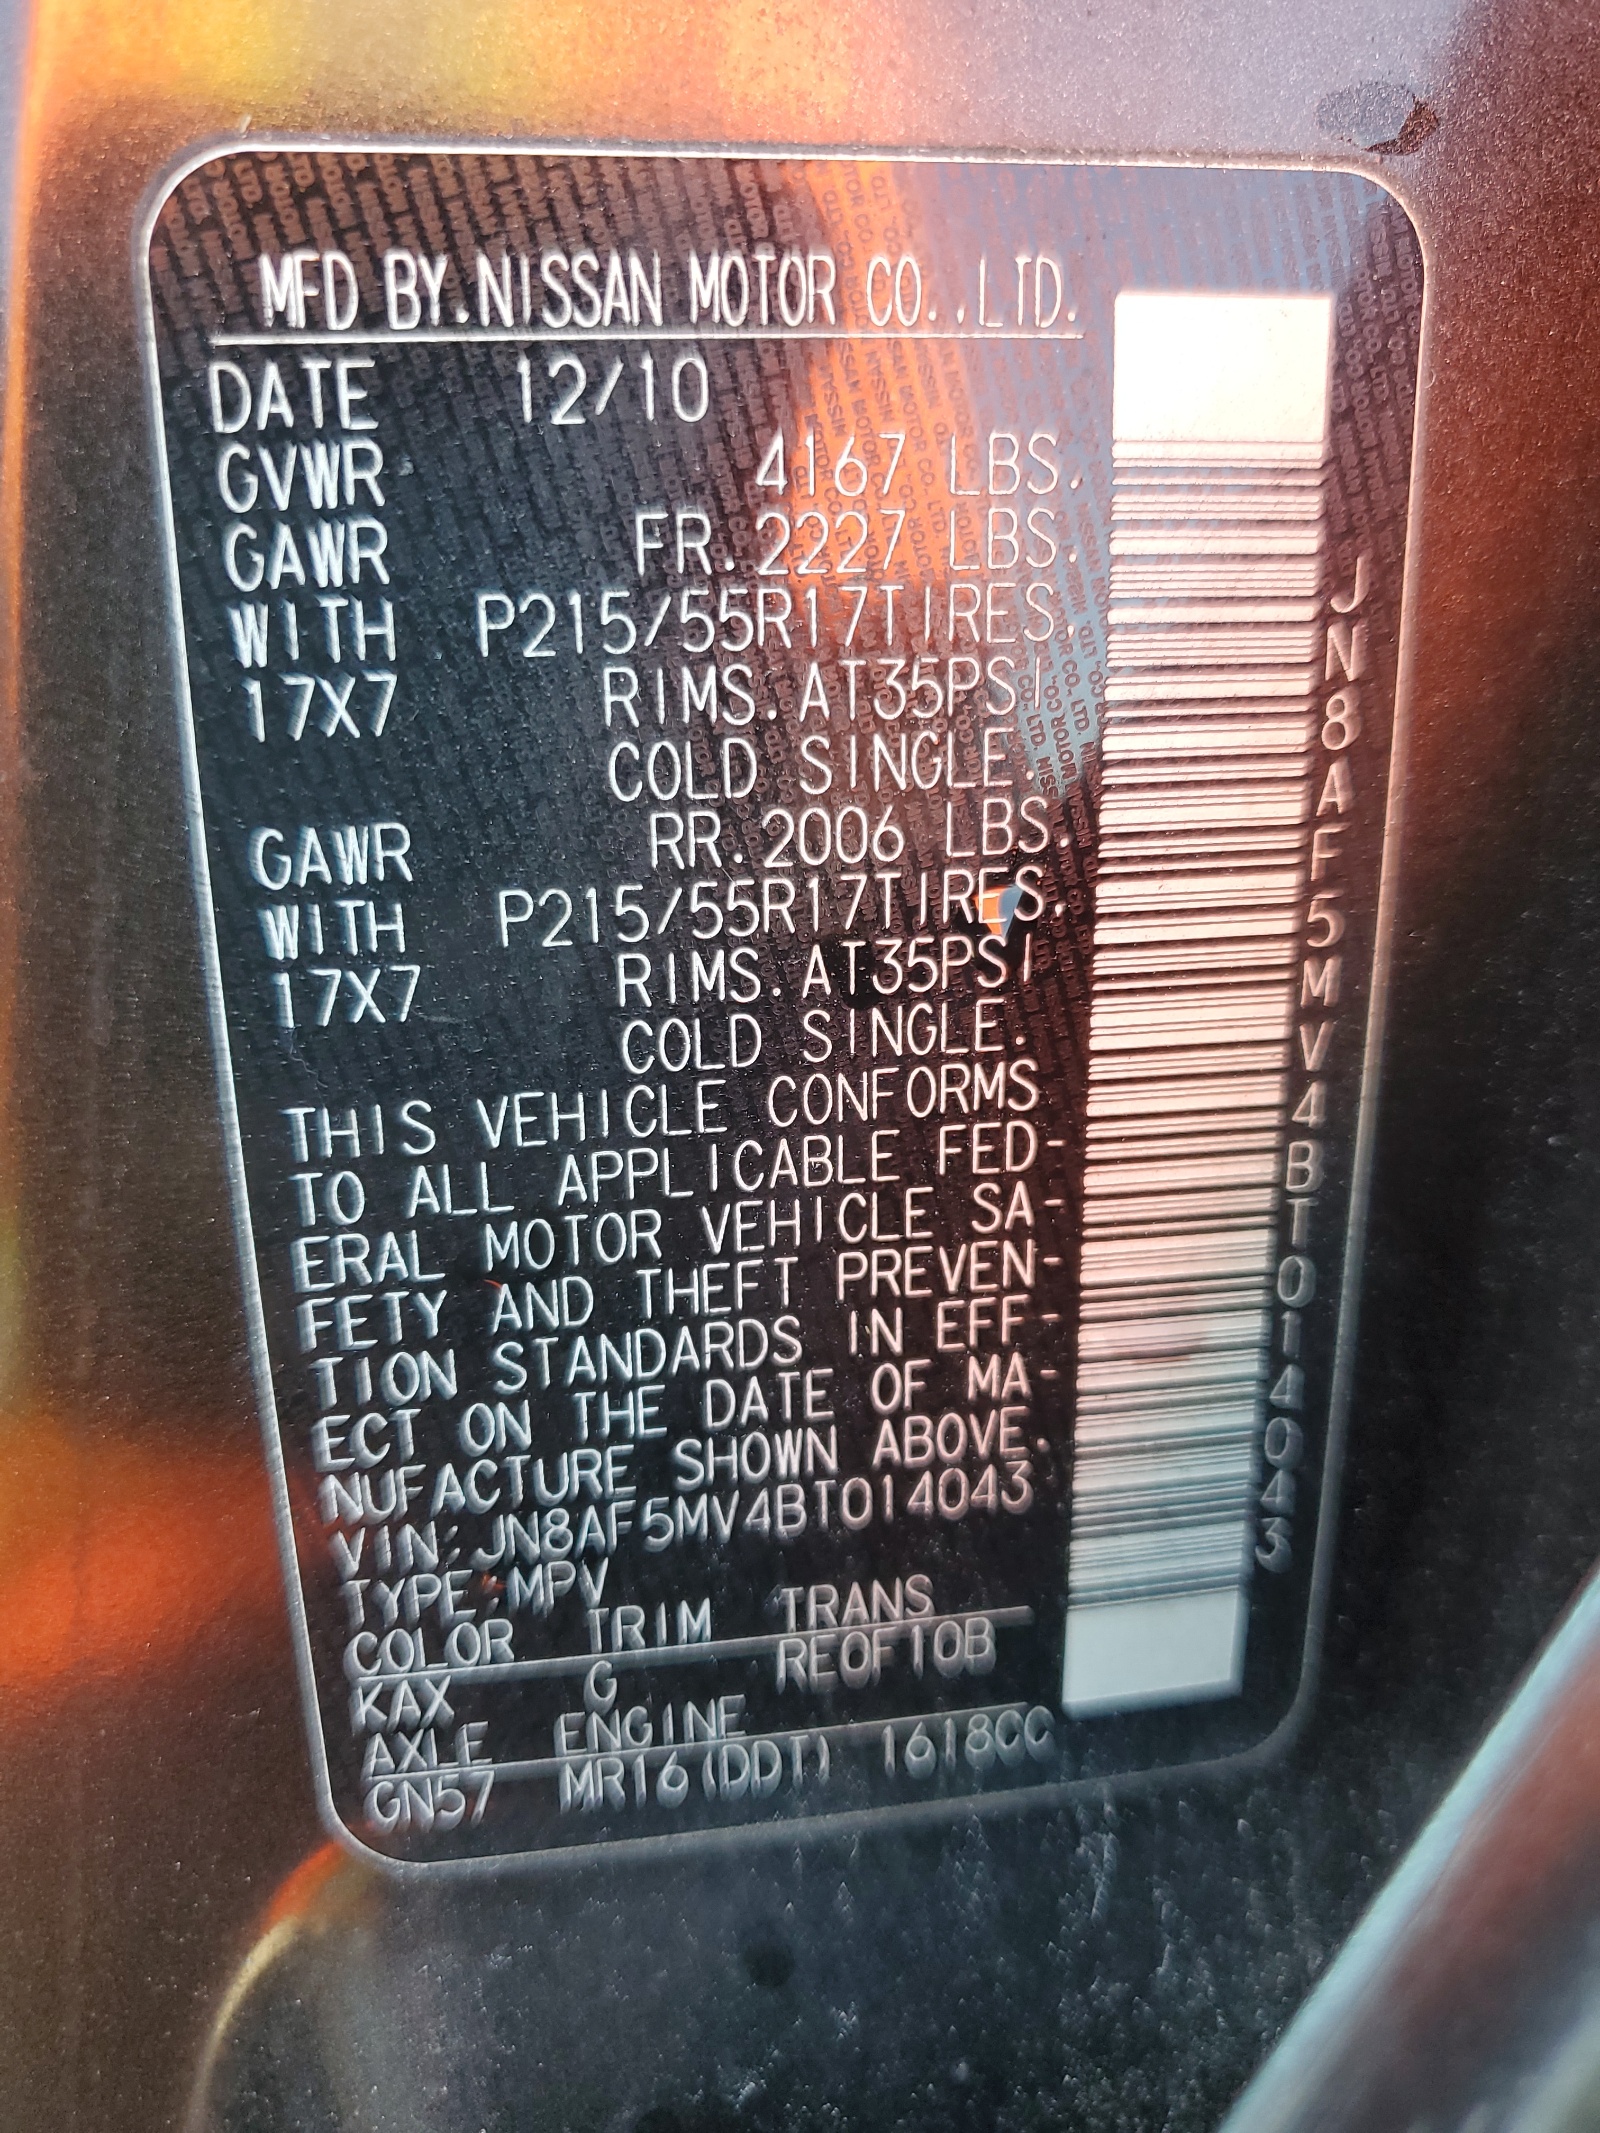 MFD BY.NISSAN MOTOR CO.,LTD.
DATE 12/10
GVWR 4167 LBS.
GAWR FR.2227 LBS.
WITH P215/55R17TIRES.
17X7 RIMS.AT35PSI
COLD SINGLE.
GAWR RR.2006 LBS.
WITH P215/55R17TIRES.
17X7 RIMS.AT35PSI
COLD SINGLE.
THIS VEHICLE CONFORMS
TO ALL APPLICABLE FED-
ERAL MOTOR VEHICLE SA-
FETY AND THEFT PREVEN-
TION STANDARDS IN EFF-
ECT ON THE DATE OF MA-
NUFACTURE SHOWN ABOVE.
VIN:JN8AF5MV4BT014043
TYPE:MPV
COLOR TRIM TRANS
KAX G RE0F10B
AXLE ENGINE
GN57 MR16(DDT) 1618CC
JN8AF5MV4BT014043